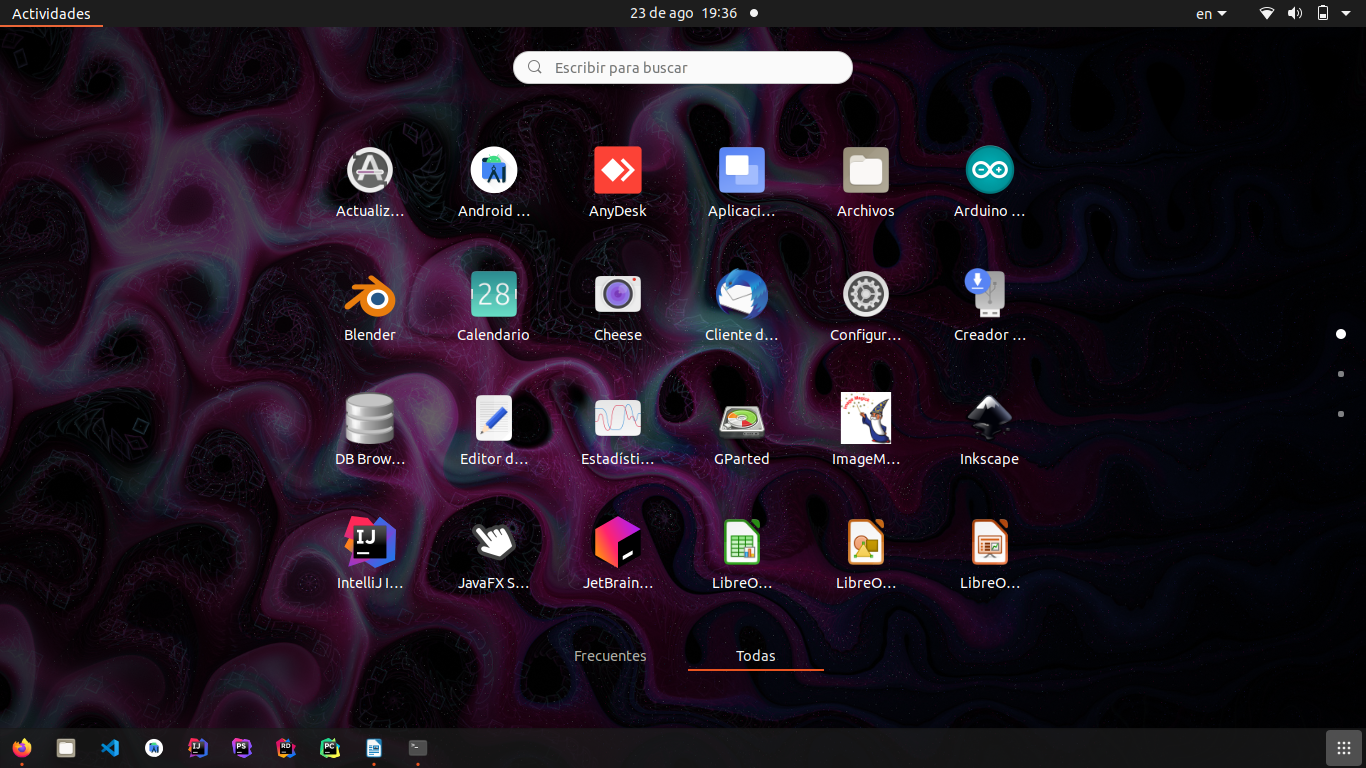 Actividades
23 de ago 19:36
en
Escribir para buscar
Actualiz...
Android ...
AnyDesk
Aplicaci...
Archivos
Arduino ...
28
Blender
Calendario
Cheese
Cliente d...
Configur...
Creador ...
DB Brow...
Editor d...
Estadísti...
GParted
ImageM...
Inkscape
IJ
IntelliJ I...
JavaFX S...
JetBrain...
LibreO...
LibreO...
LibreO...
Frecuentes
Todas
IJ
PS
RD
PC